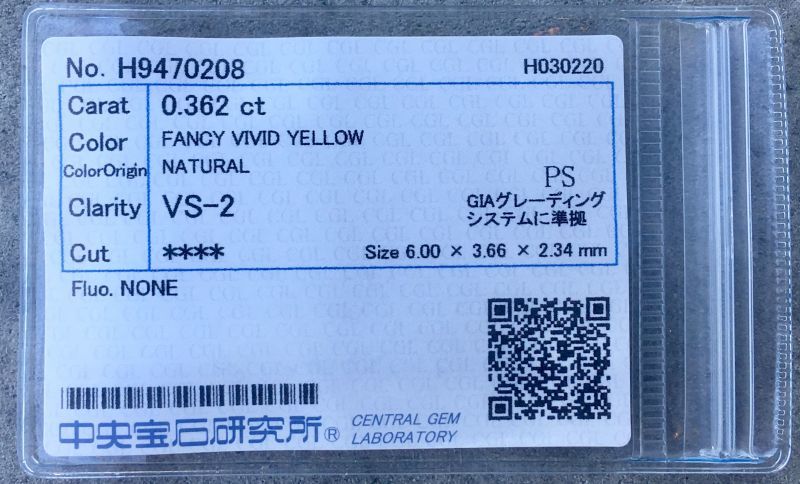 No. H9470208 H030220
Carat 0.362 ct
Color FANCY VIVID YELLOW
ColorOrigin NATURAL
PS
Clarity VS-2
GIAグレーディング
システムに準拠
Cut **** Size 6.00 × 3.66 × 2.34 mm
Fluo. NONE
中央宝石研究所® CENTRAL GEM
LABORATORY